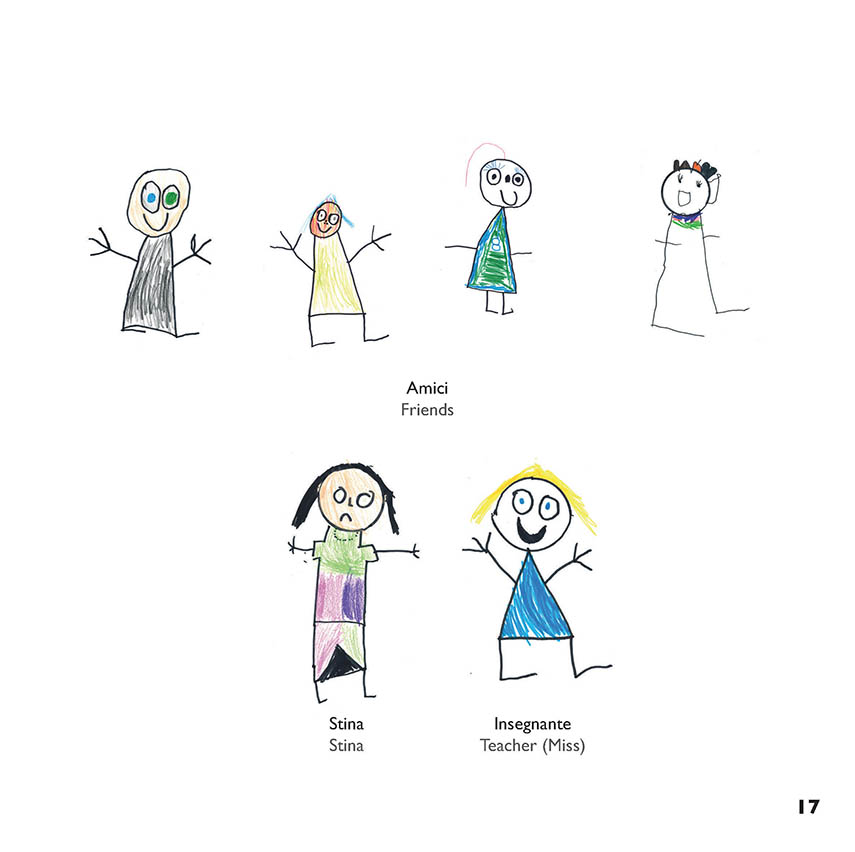 Amici
Friends
Stina
Stina
Insegnante
Teacher (Miss)
17